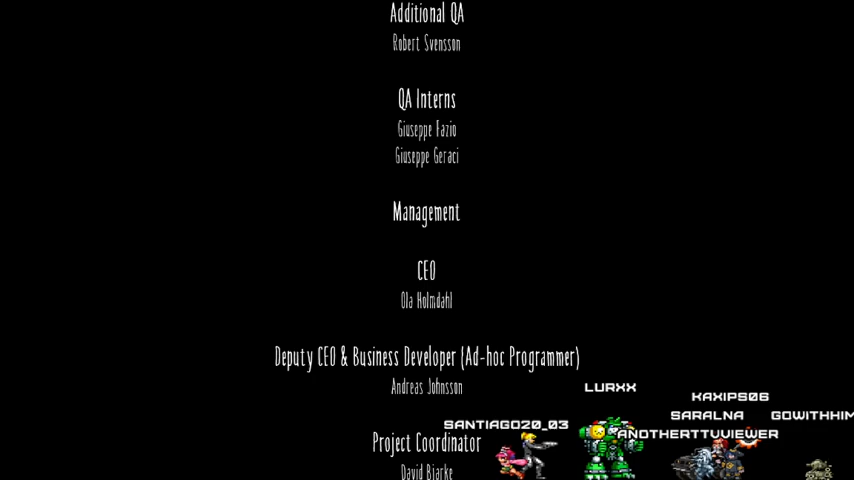 Additional QA
Robert Svensson
QA Interns
Giuseppe Fazio
Giuseppe Geraci
Management
CEO
Ola Holmdahl
Deputy CEO & Business Developer (Ad-hoc Programmer)
Andreas Johnsson
Project Coordinator
David Bjarke
LURXX
KAXIPS06
SARALNA
GOWITHHIM
SANTIAGO20_03
ANOTHERTTVVIEWER